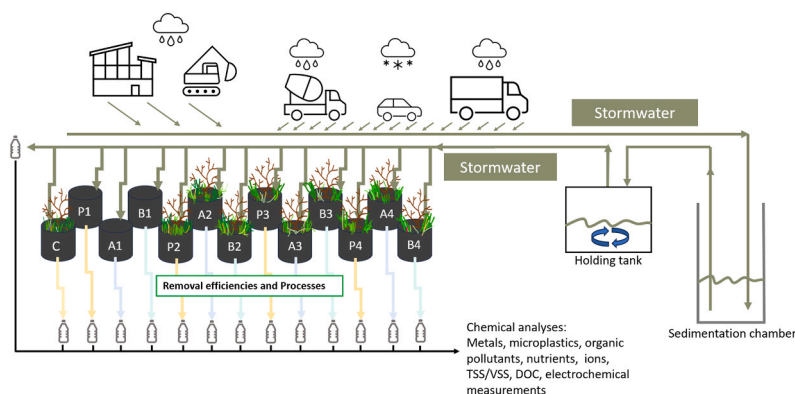 Stormwater
Stormwater
P1
B1
A2
P3
B3
A4
C
A1
P2
B2
A3
P4
B4
Holding tank
Removal efficiencies and Processes
Sedimentation chamber
Chemical analyses:
Metals, microplastics, organic
pollutants, nutrients, ions,
TSS/VSS, DOC, electrochemical
measurements